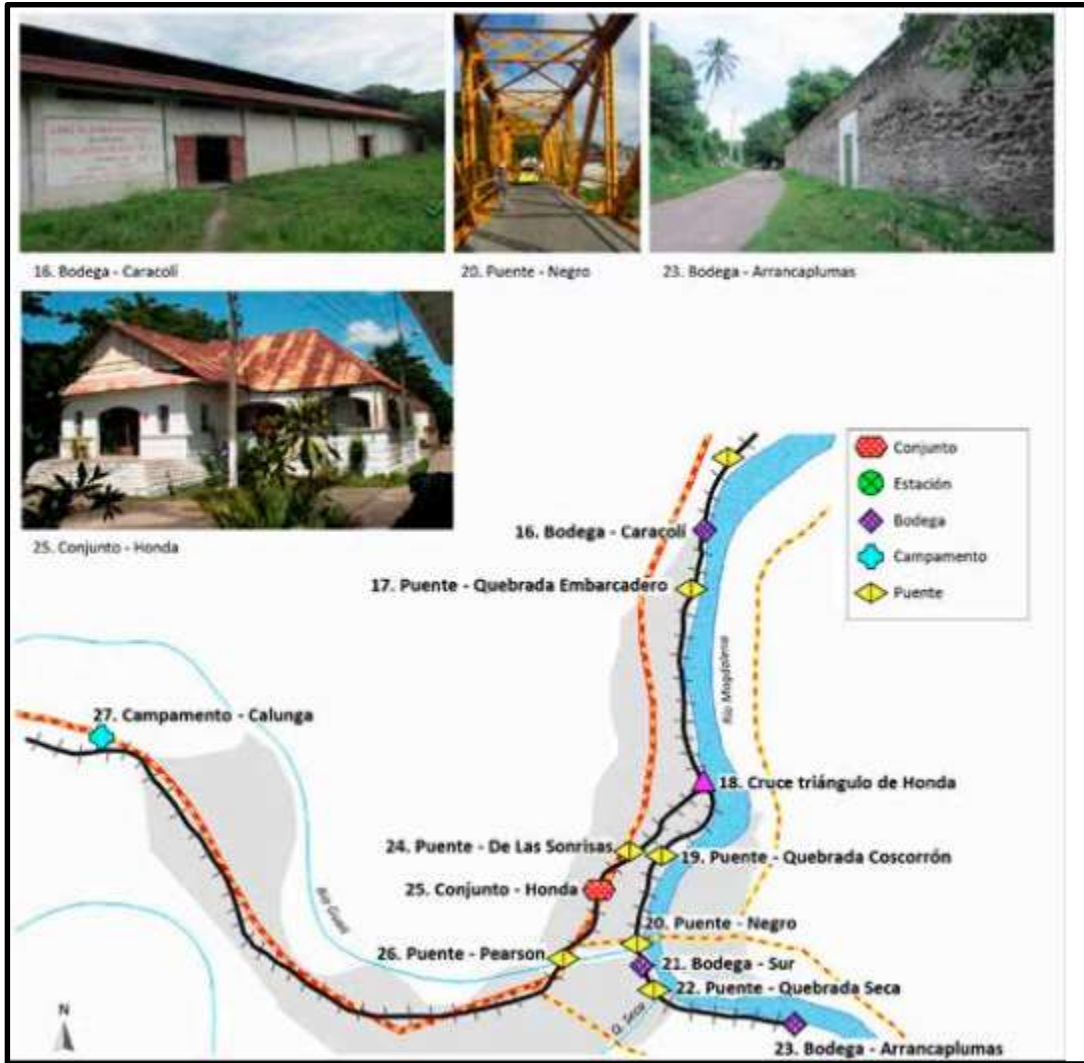 16. Bodega - Caracolí
20. Puente - Negro
23. Bodega - Arrancaplumas
25. Conjunto - Honda
Conjunto
Estación
Bodega
Campamento
Puente
16. Bodega - Caracolí
17. Puente - Quebrada Embarcadero
Río Magdalena
27. Campamento - Calunga
18. Cruce triángulo de Honda
24. Puente - De Las Sonrisas
19. Puente - Quebrada Coscorrón
25. Conjunto - Honda
Río Gualí
20. Puente - Negro
26. Puente - Pearson
21. Bodega - Sur
22. Puente - Quebrada Seca
Q. Seca
N
23. Bodega - Arrancaplumas